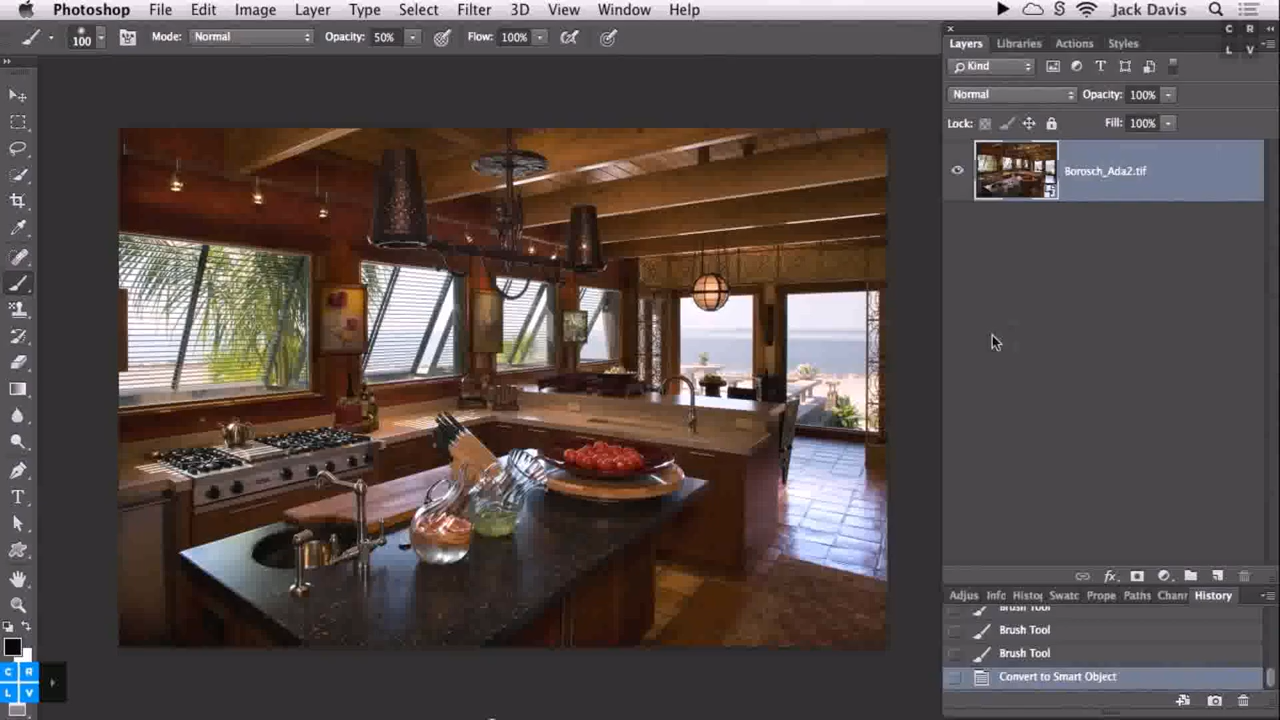 Photoshop File Edit Image Layer Type Select Filter 3D View Window Help Jack Davis
100 Mode: Normal Opacity: 50% Flow: 100%
C R
L V
Layers Libraries Actions Styles
Kind
Normal Opacity: 100%
Lock: Fill: 100%
Borosch_Ada2.tif
Adjus Info Histo Swatc Prope Paths Chanr History
Brush Tool
Brush Tool
Brush Tool
Convert to Smart Object
C R
L V